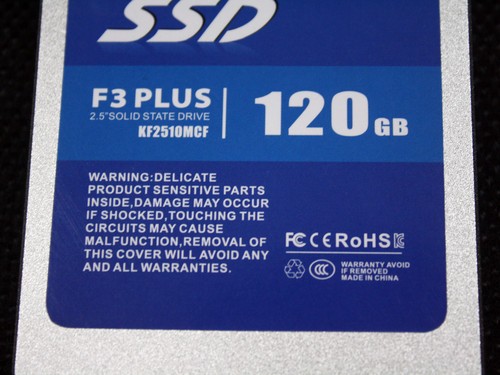 SSD
F3 PLUS
2.5"SOLID STATE DRIVE
KF2510MCF
120GB
WARNING:DELICATE
PRODUCT SENSITIVE PARTS
INSIDE,DAMAGE MAY OCCUR
IF SHOCKED,TOUCHING THE
CIRCUITS MAY CAUSE
MALFUNCTION,REMOVAL OF
THIS COVER WILL AVOID ANY
AND ALL WARRANTIES.
FC CE RoHS
CCC
WARRANTY AVOID
IF REMOVED
MADE IN CHINA